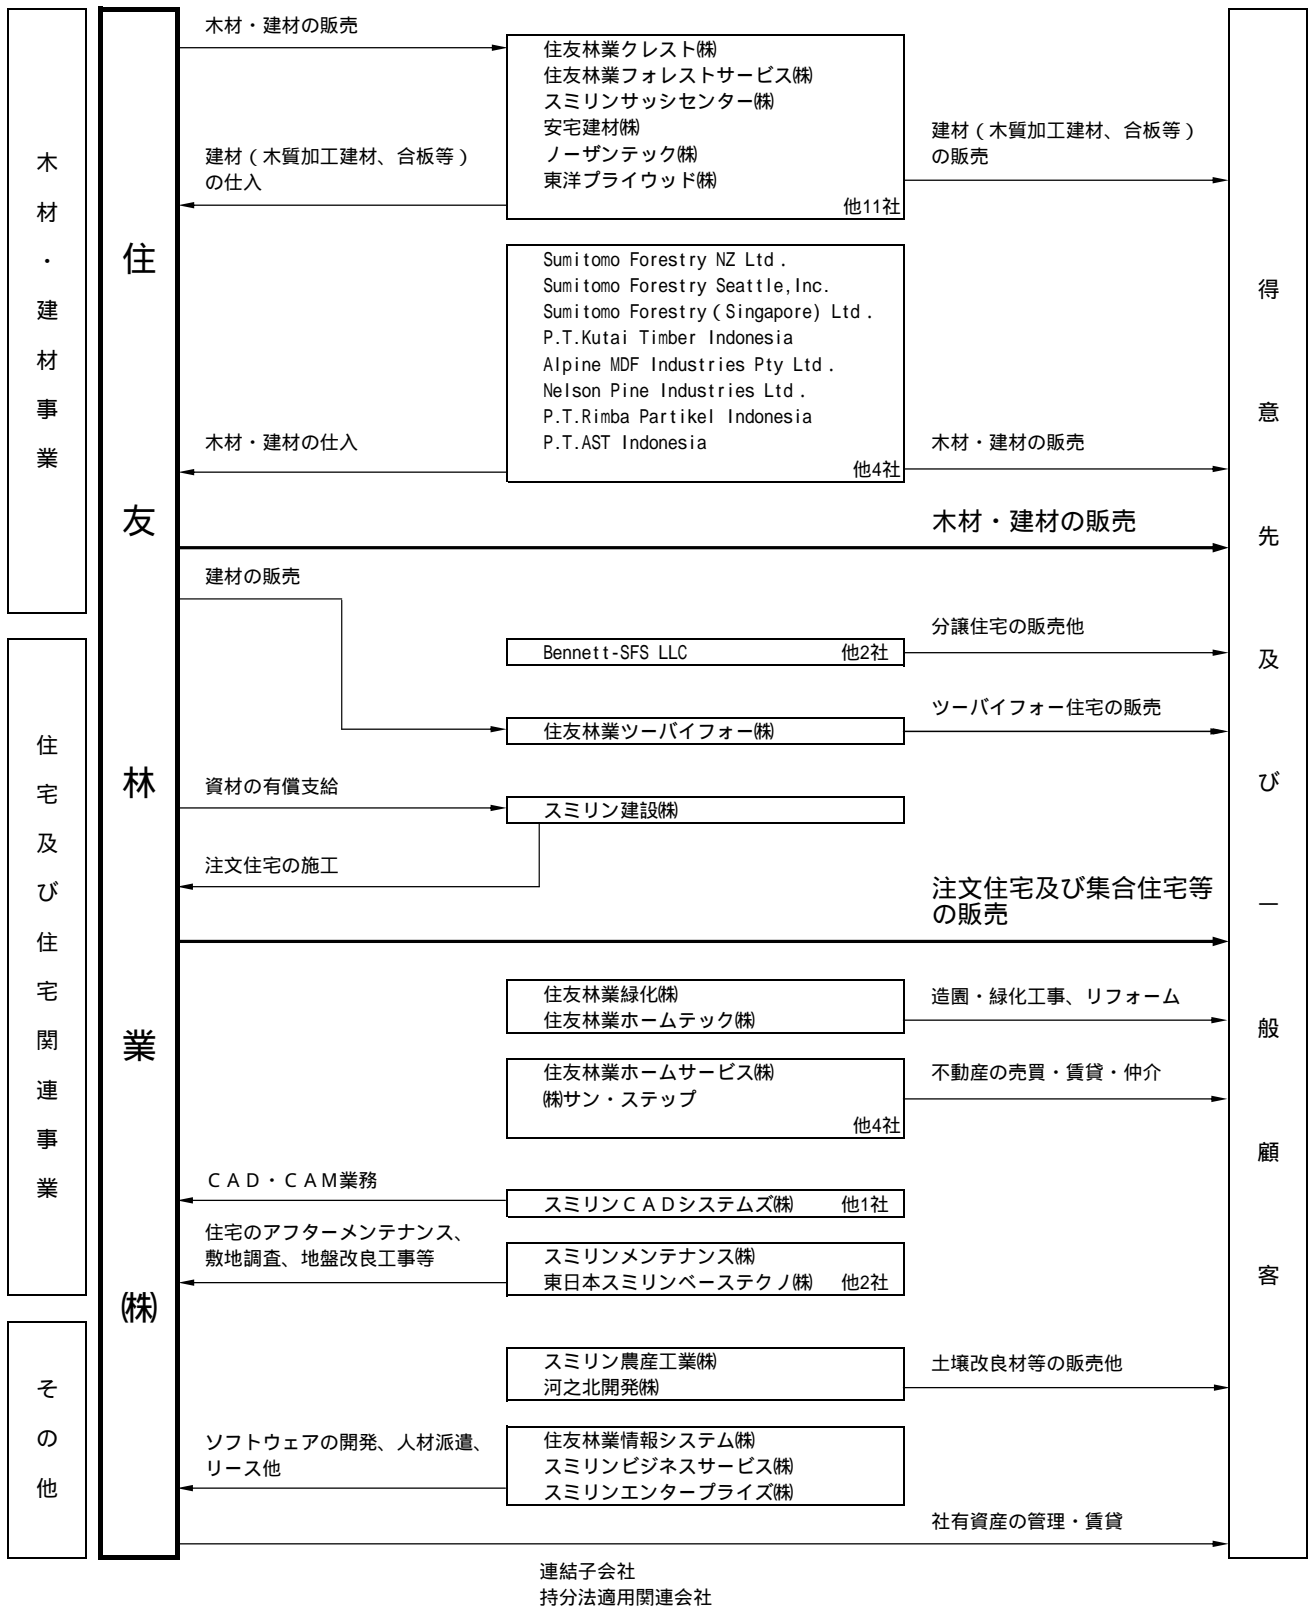 木材・建材事業
住友林業㈱
得意先及び一般顧客
木材・建材の販売
住友林業クレスト㈱
住友林業フォレストサービス㈱
スミリンサッシセンター㈱
安宅建材㈱
ノーザンテック㈱
東洋プライウッド㈱
他11社
建材（木質加工建材、合板等）
の仕入
建材（木質加工建材、合板等）
の販売
Sumitomo Forestry NZ Ltd.
Sumitomo Forestry Seattle,Inc.
Sumitomo Forestry(Singapore) Ltd.
P.T.Kutai Timber Indonesia
Alpine MDF Industries Pty Ltd.
Nelson Pine Industries Ltd.
P.T.Rimba Partikel Indonesia
P.T.AST Indonesia
他4社
木材・建材の仕入
木材・建材の販売
木材・建材の販売
建材の販売
住宅及び住宅関連事業
Bennett-SFS LLC 他2社
分譲住宅の販売他
住友林業ツーバイフォー㈱
ツーバイフォー住宅の販売
資材の有償支給
スミリン建設㈱
注文住宅の施工
注文住宅及び集合住宅等
の販売
住友林業緑化㈱
住友林業ホームテック㈱
造園・緑化工事、リフォーム
住友林業ホームサービス㈱
㈱サン・ステップ
他4社
不動産の売買・賃貸・仲介
ＣＡＤ・ＣＡＭ業務
スミリンＣＡＤシステムズ㈱ 他1社
住宅のアフターメンテナンス、
敷地調査、地盤改良工事等
スミリンメンテナンス㈱
東日本スミリンベーステクノ㈱ 他2社
その他
スミリン農産工業㈱
河之北開発㈱
土壌改良材等の販売他
ソフトウェアの開発、人材派遣、
リース他
住友林業情報システム㈱
スミリンビジネスサービス㈱
スミリンエンタープライズ㈱
社有資産の管理・賃貸
連結子会社
持分法適用関連会社